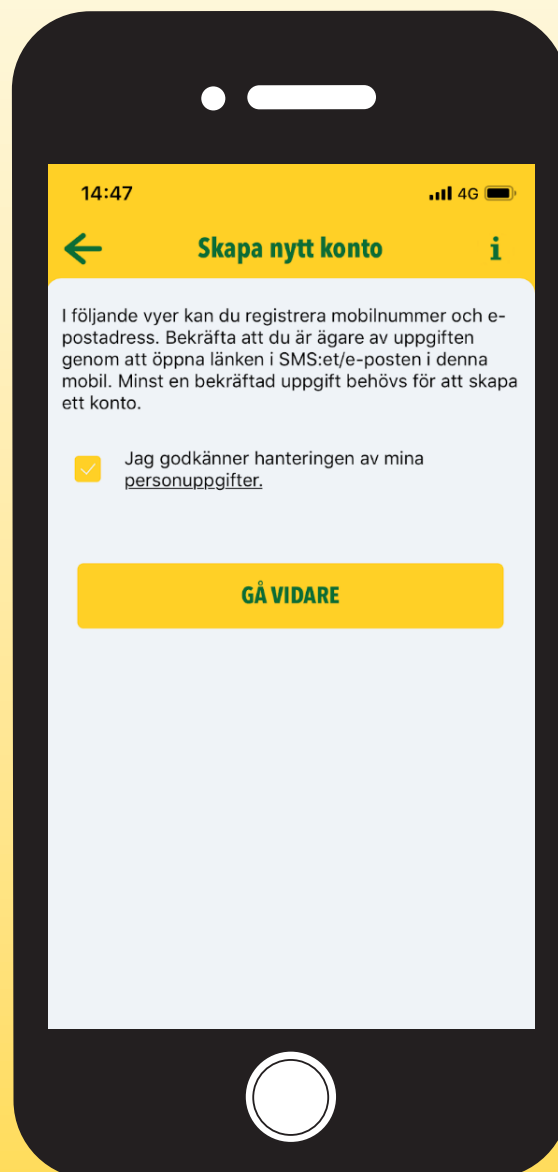 14:47 4G
Skapa nytt konto i
I följande vyer kan du registrera mobilnummer och e-
postadress. Bekräfta att du är ägare av uppgiften
genom att öppna länken i SMS:et/e-posten i denna
mobil. Minst en bekräftad uppgift behövs för att skapa
ett konto.
Jag godkänner hanteringen av mina
personuppgifter.
GÅ VIDARE